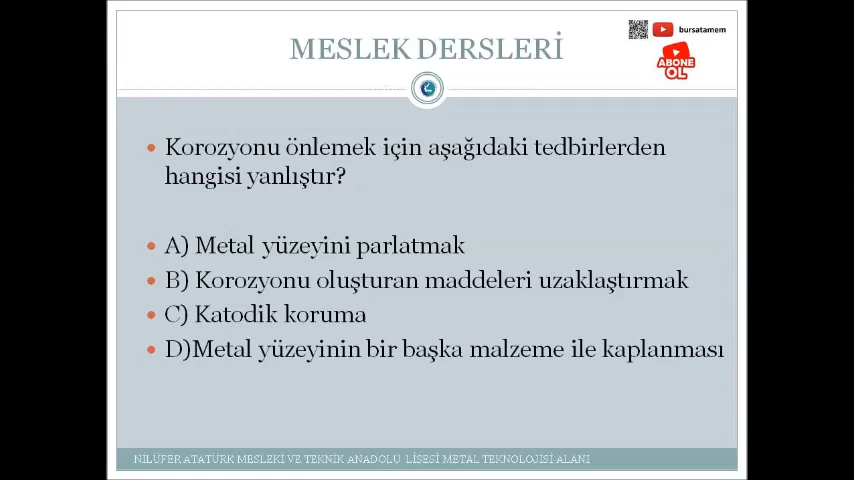 bursatamem
MESLEK DERSLERİ
ABONE
OL
Korozyonu önlemek için aşağıdaki tedbirlerden
hangisi yanlıştır?
A) Metal yüzeyini parlatmak
B) Korozyonu oluşturan maddeleri uzaklaştırmak
C) Katodik koruma
D)Metal yüzeyinin bir başka malzeme ile kaplanması
NİLÜFER ATATÜRK MESLEKİ VE TEKNİK ANADOLU LİSESİ METAL TEKNOLOJİSİ ALANI